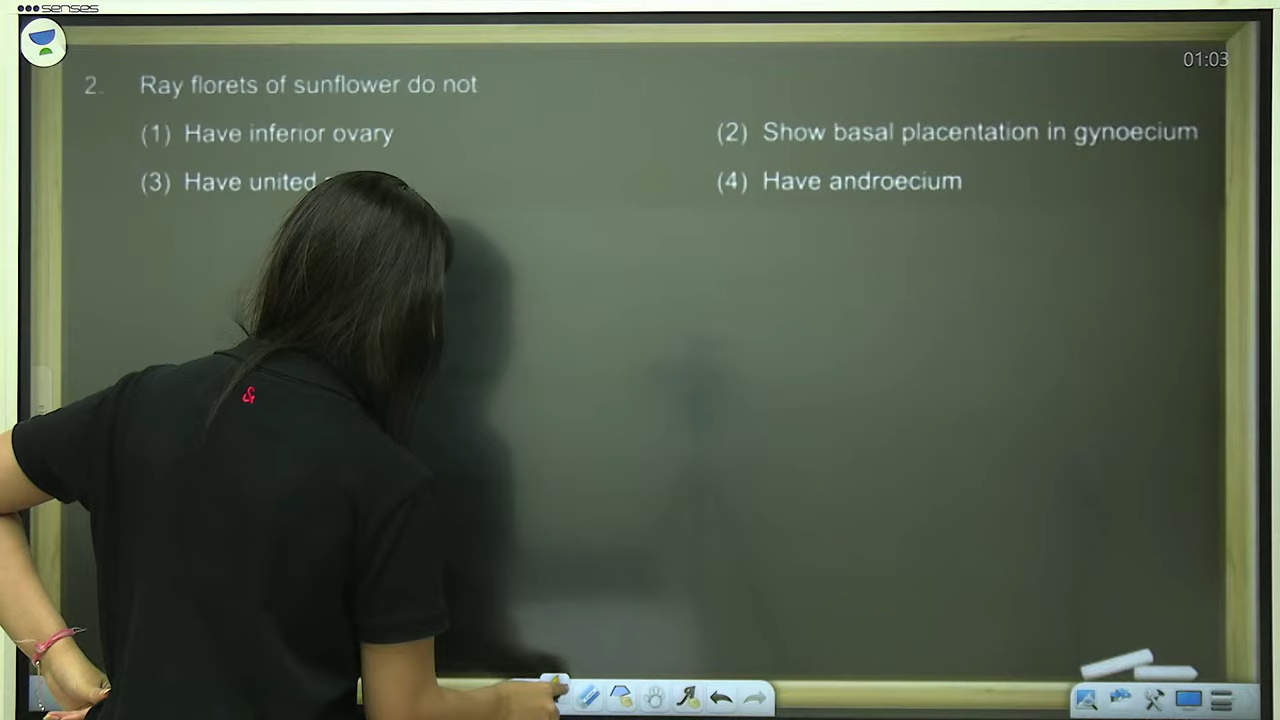 senses
01:03
2. Ray florets of sunflower do not
(1) Have inferior ovary (2) Show basal placentation in gynoecium
(3) Have united (4) Have androecium
&